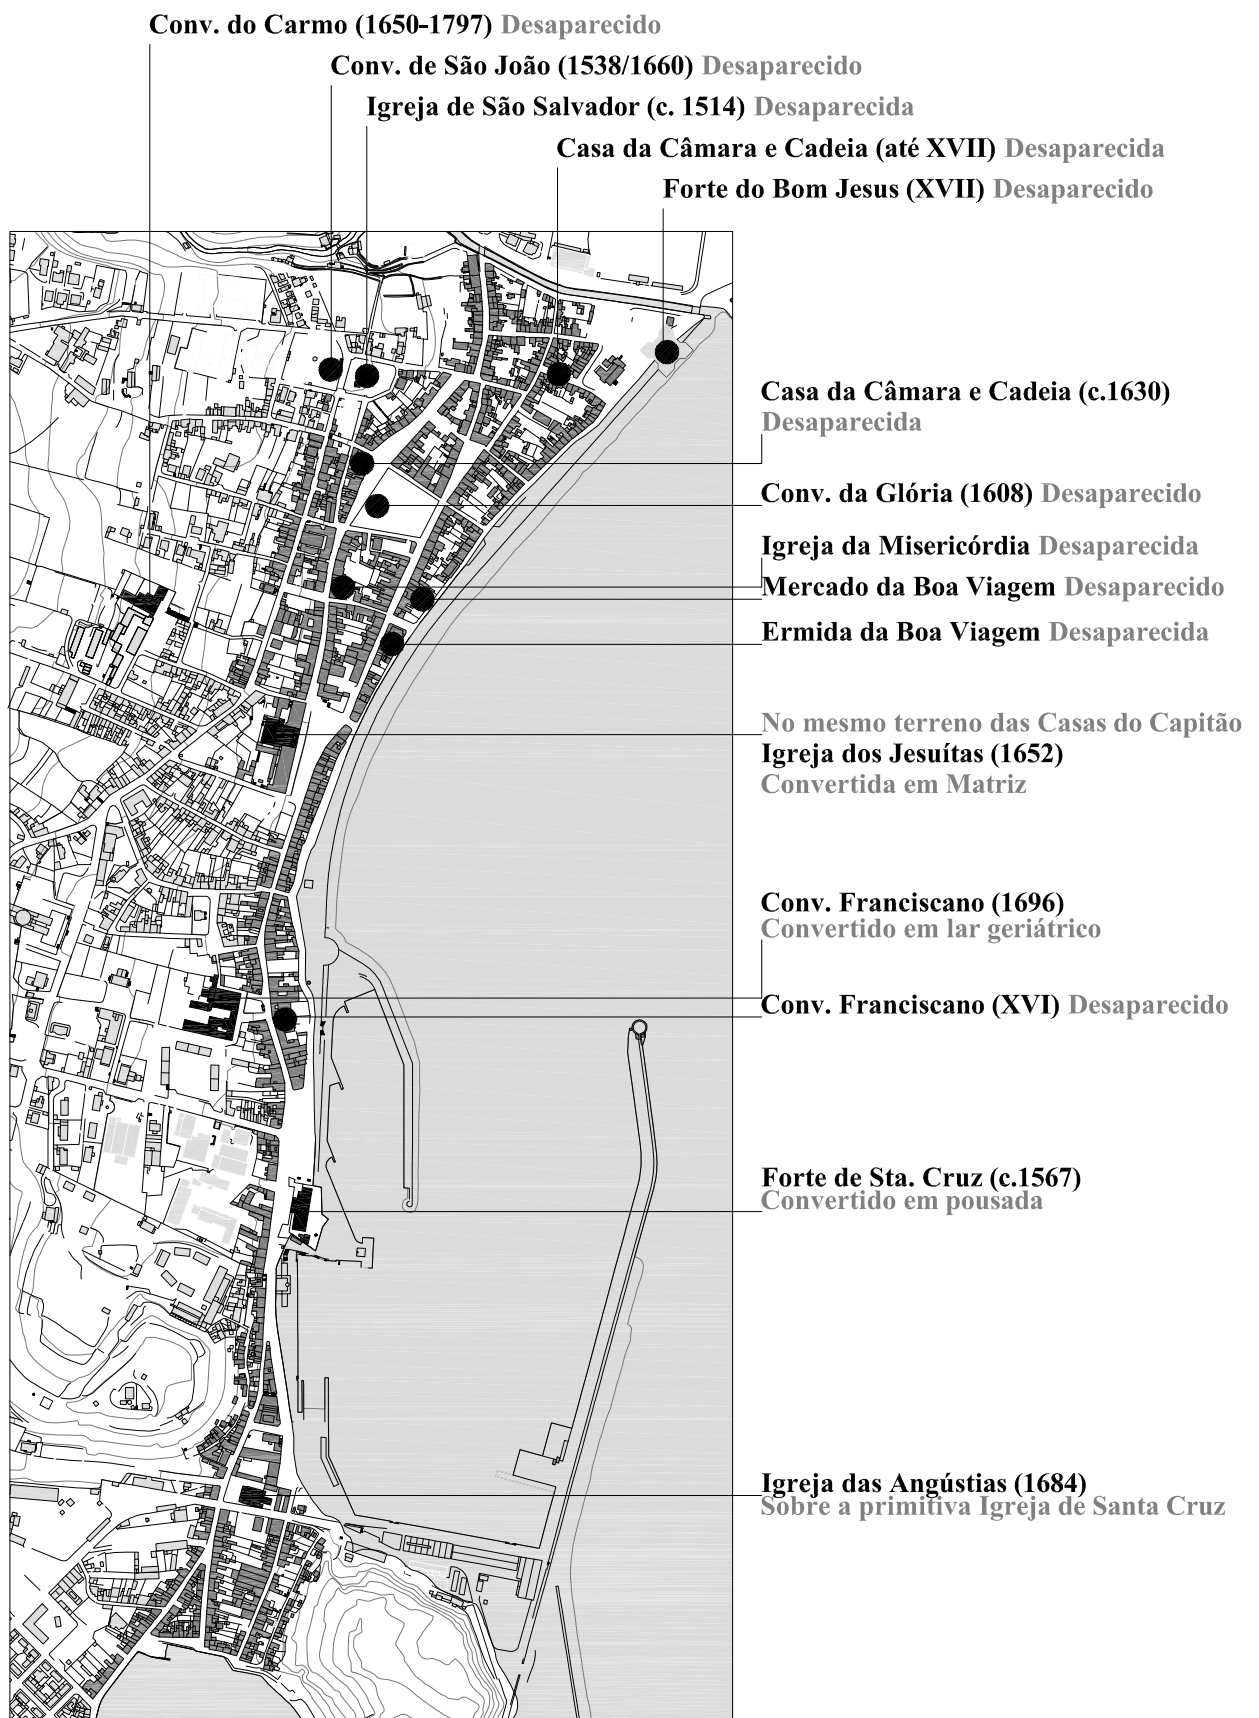 Conv. do Carmo (1650-1797) Desaparecido
Conv. de São João (1538/1660) Desaparecido
Igreja de São Salvador (c. 1514) Desaparecida
Casa da Câmara e Cadeia (até XVII) Desaparecida
Forte do Bom Jesus (XVII) Desaparecido
Casa da Câmara e Cadeia (c.1630)
Desaparecida
Conv. da Glória (1608) Desaparecido
Igreja da Misericórdia Desaparecida
Mercado da Boa Viagem Desaparecido
Ermida da Boa Viagem Desaparecida
No mesmo terreno das Casas do Capitão
Igreja dos Jesuítas (1652)
Convertida em Matriz
Conv. Franciscano (1696)
Convertido em lar geriátrico
Conv. Franciscano (XVI) Desaparecido
Forte de Sta. Cruz (c.1567)
Convertido em pousada
Igreja das Angústias (1684)
Sobre a primitiva Igreja de Santa Cruz